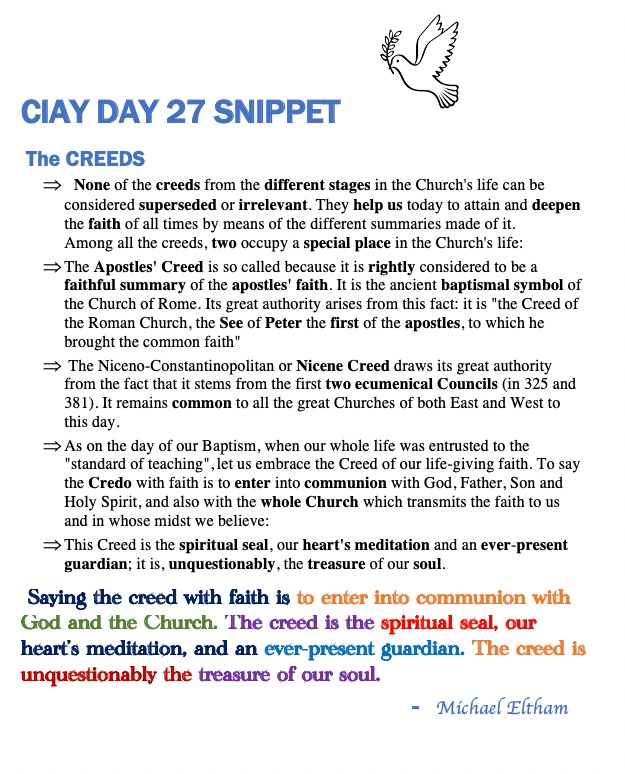 CIAY DAY 27 SNIPPET
The CREEDS
⇒ None of the creeds from the different stages in the Church's life can be
considered superseded or irrelevant. They help us today to attain and deepen
the faith of all times by means of the different summaries made of it.
Among all the creeds, two occupy a special place in the Church's life:
⇒ The Apostles' Creed is so called because it is rightly considered to be a
faithful summary of the apostles' faith. It is the ancient baptismal symbol of
the Church of Rome. Its great authority arises from this fact: it is "the Creed of
the Roman Church, the See of Peter the first of the apostles, to which he
brought the common faith"
⇒ The Niceno-Constantinopolitan or Nicene Creed draws its great authority
from the fact that it stems from the first two ecumenical Councils (in 325 and
381). It remains common to all the great Churches of both East and West to
this day.
⇒ As on the day of our Baptism, when our whole life was entrusted to the
"standard of teaching", let us embrace the Creed of our life-giving faith. To say
the Credo with faith is to enter into communion with God, Father, Son and
Holy Spirit, and also with the whole Church which transmits the faith to us
and in whose midst we believe:
⇒ This Creed is the spiritual seal, our heart's meditation and an ever-present
guardian; it is, unquestionably, the treasure of our soul.
Saying the creed with faith is to enter into communion with
God and the Church. The creed is the spiritual seal, our
heart's meditation, and an ever-present guardian. The creed is
unquestionably the treasure of our soul.
- Michael Eltham